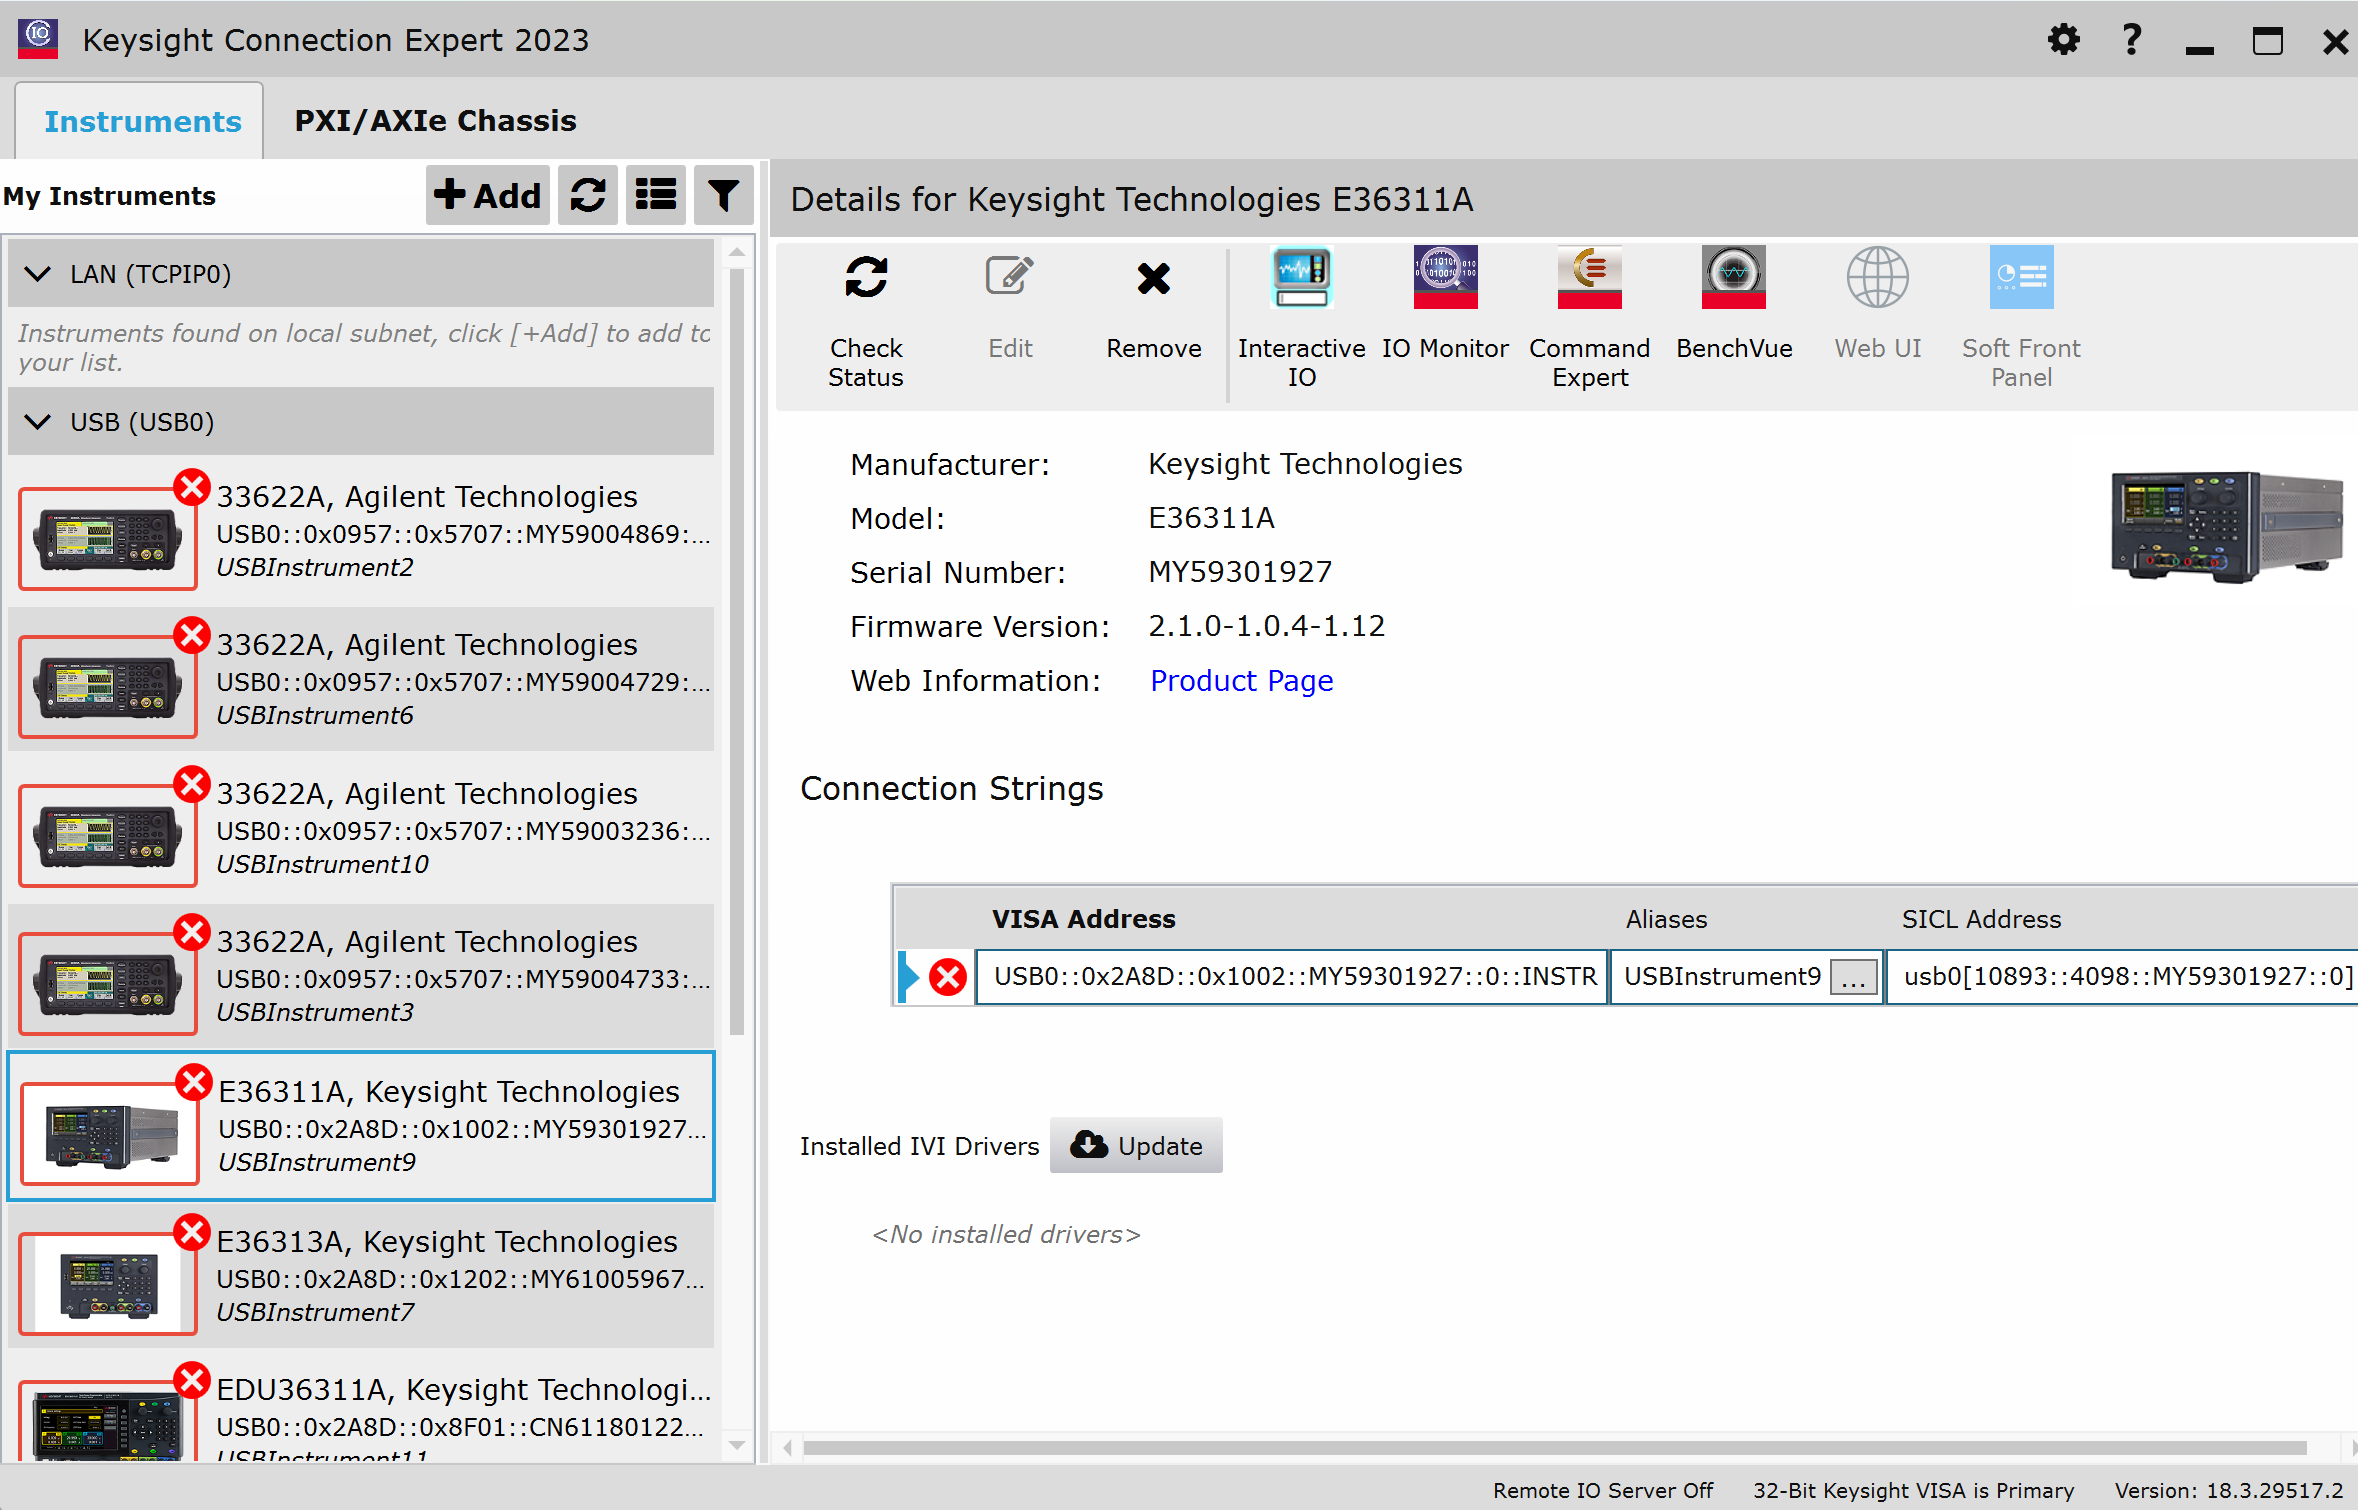 Keysight Connection Expert 2023
Instruments
PXI/AXIe Chassis
My Instruments
Add
LAN (TCPIP0)
Instruments found on local subnet, click [+Add] to add to
your list.
USB (USB0)
33622A, Agilent Technologies
USB0::0x0957::0x5707::MY59004869:...
USBInstrument2
33622A, Agilent Technologies
USB0::0x0957::0x5707::MY59004729:...
USBInstrument6
33622A, Agilent Technologies
USB0::0x0957::0x5707::MY59003236:...
USBInstrument10
33622A, Agilent Technologies
USB0::0x0957::0x5707::MY59004733:...
USBInstrument3
E36311A, Keysight Technologies
USB0::0x2A8D::0x1002::MY59301927...
USBInstrument9
E36313A, Keysight Technologies
USB0::0x2A8D::0x1202::MY61005967...
USBInstrument7
EDU36311A, Keysight Technologi...
USB0::0x2A8D::0x8F01::CN61180122...
USBInstrument11
Details for Keysight Technologies E36311A
Check
Status
Edit
Remove
Interactive
IO
IO Monitor
Command
Expert
BenchVue
Web UI
Soft Front
Panel
Manufacturer: Keysight Technologies
Model: E36311A
Serial Number: MY59301927
Firmware Version: 2.1.0-1.0.4-1.12
Web Information: Product Page
Connection Strings
VISA Address Aliases SICL Address
USB0::0x2A8D::0x1002::MY59301927::0::INSTR USBInstrument9 ... usb0[10893::4098::MY59301927::0]
Installed IVI Drivers Update
<No installed drivers>
Remote IO Server Off 32-Bit Keysight VISA is Primary Version: 18.3.29517.2